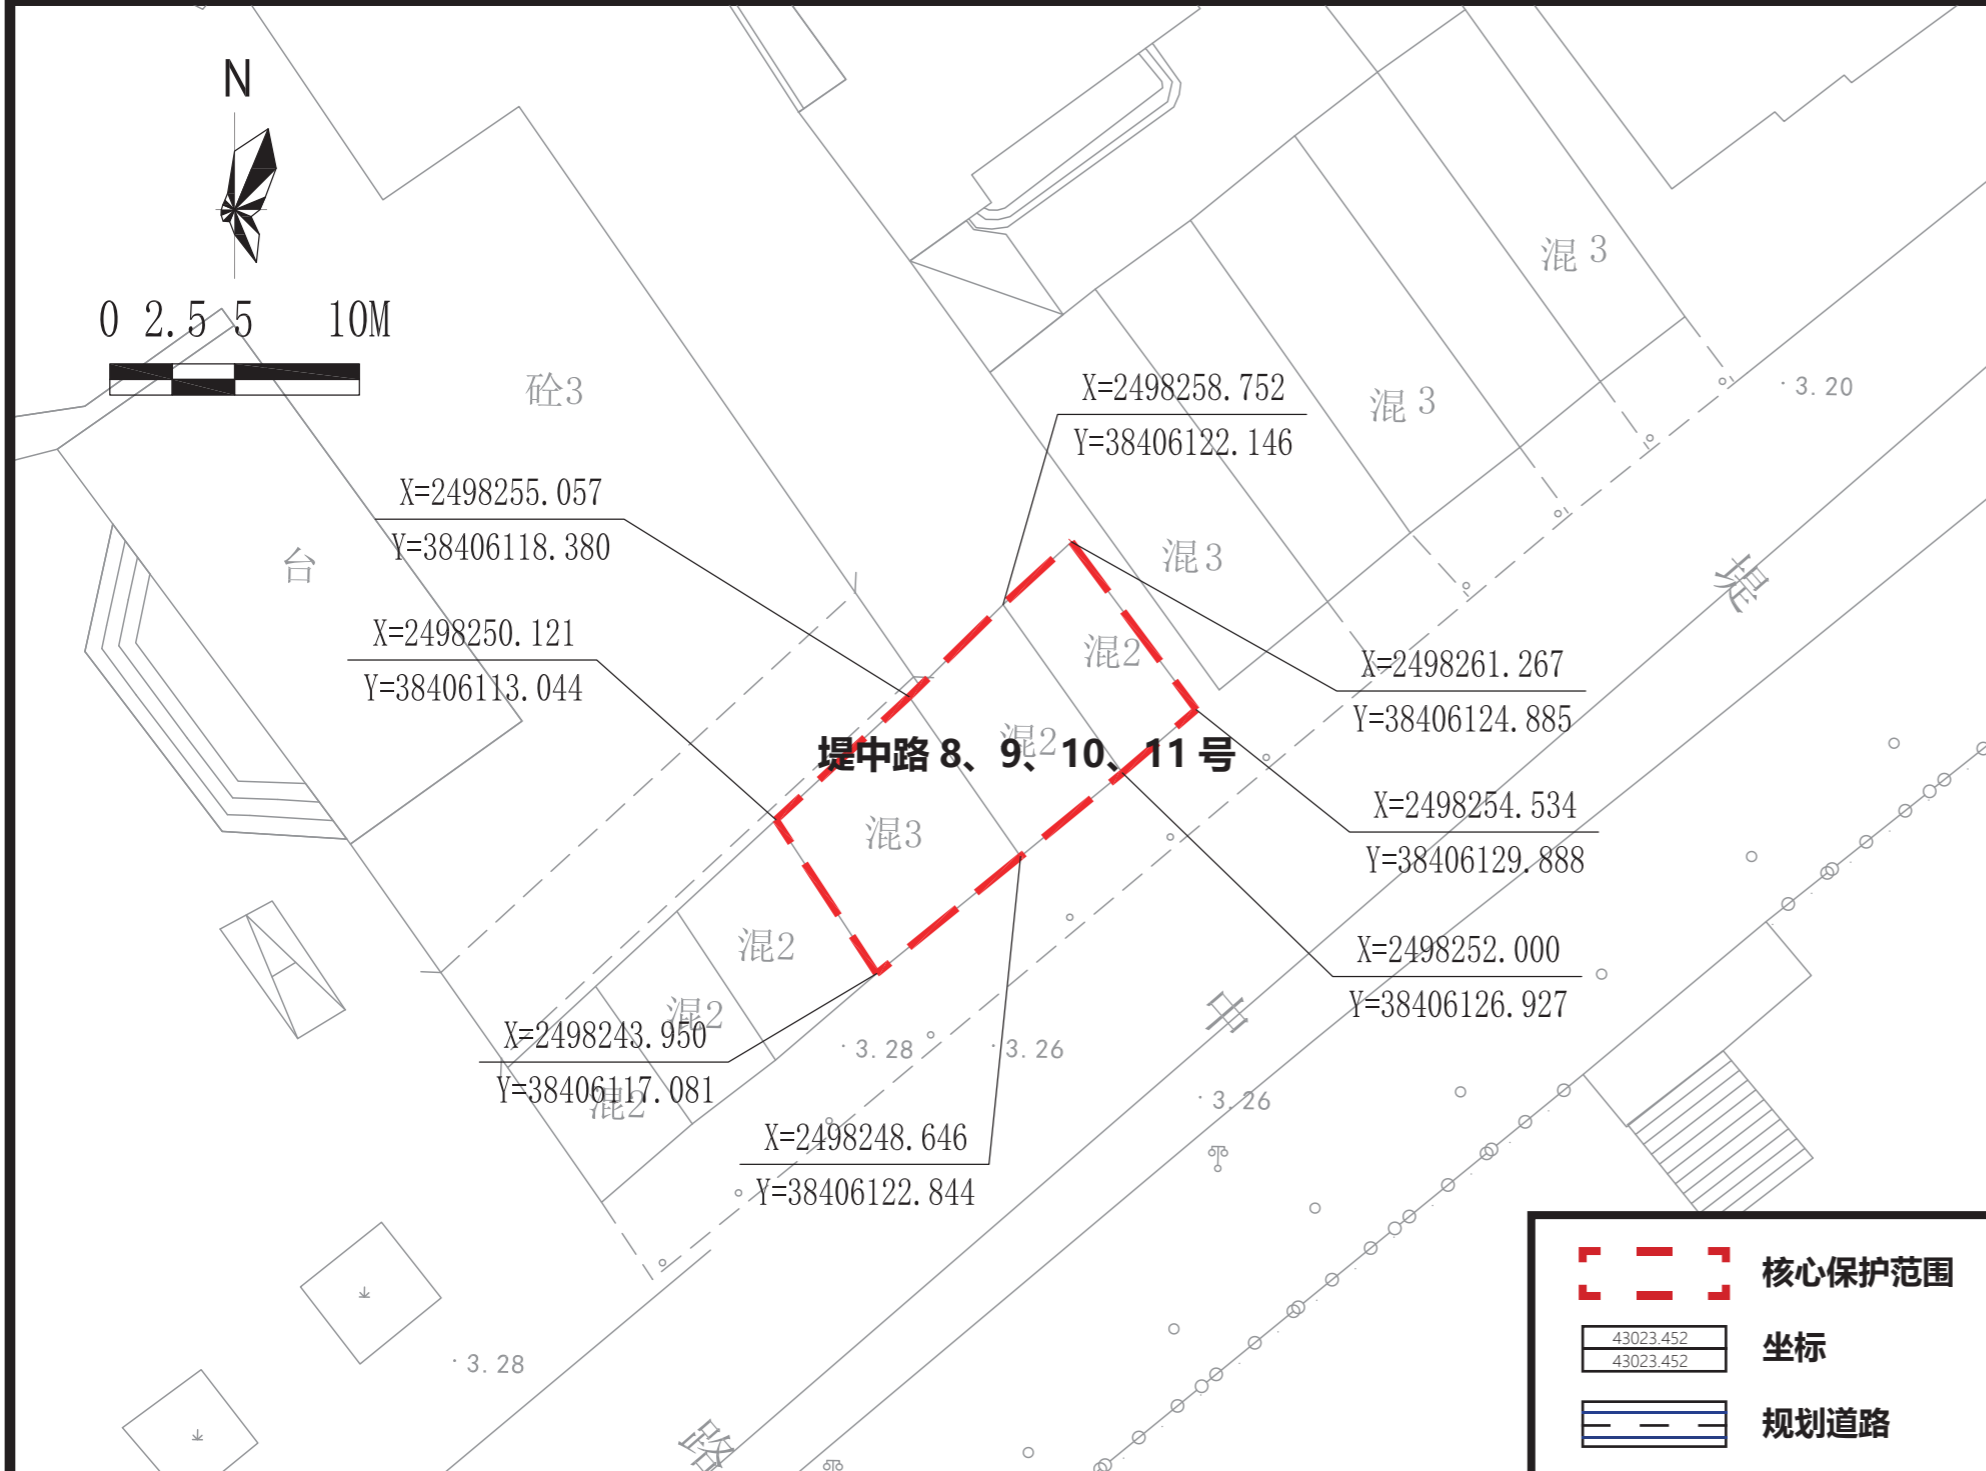 N
0 2.5 5 10M
混 3
砼3
X=2498258.752
Y=38406122.146
混 3
·3.20
X=2498255.057
Y=38406118.380
台
混3
堤
X=2498250.121
Y=38406113.044
混2
X=2498261.267
Y=38406124.885
混2
堤中路 8、9、10、11 号
混3
X=2498254.534
Y=38406129.888
混2
X=2498252.000
Y=38406126.927
混2
中
X=2498243.950
Y=38406117.081
·3.28
·3.26
混2
·3.26
X=2498248.646
Y=38406122.844
·3.28
路
核心保护范围
43023.452
43023.452
坐标
规划道路